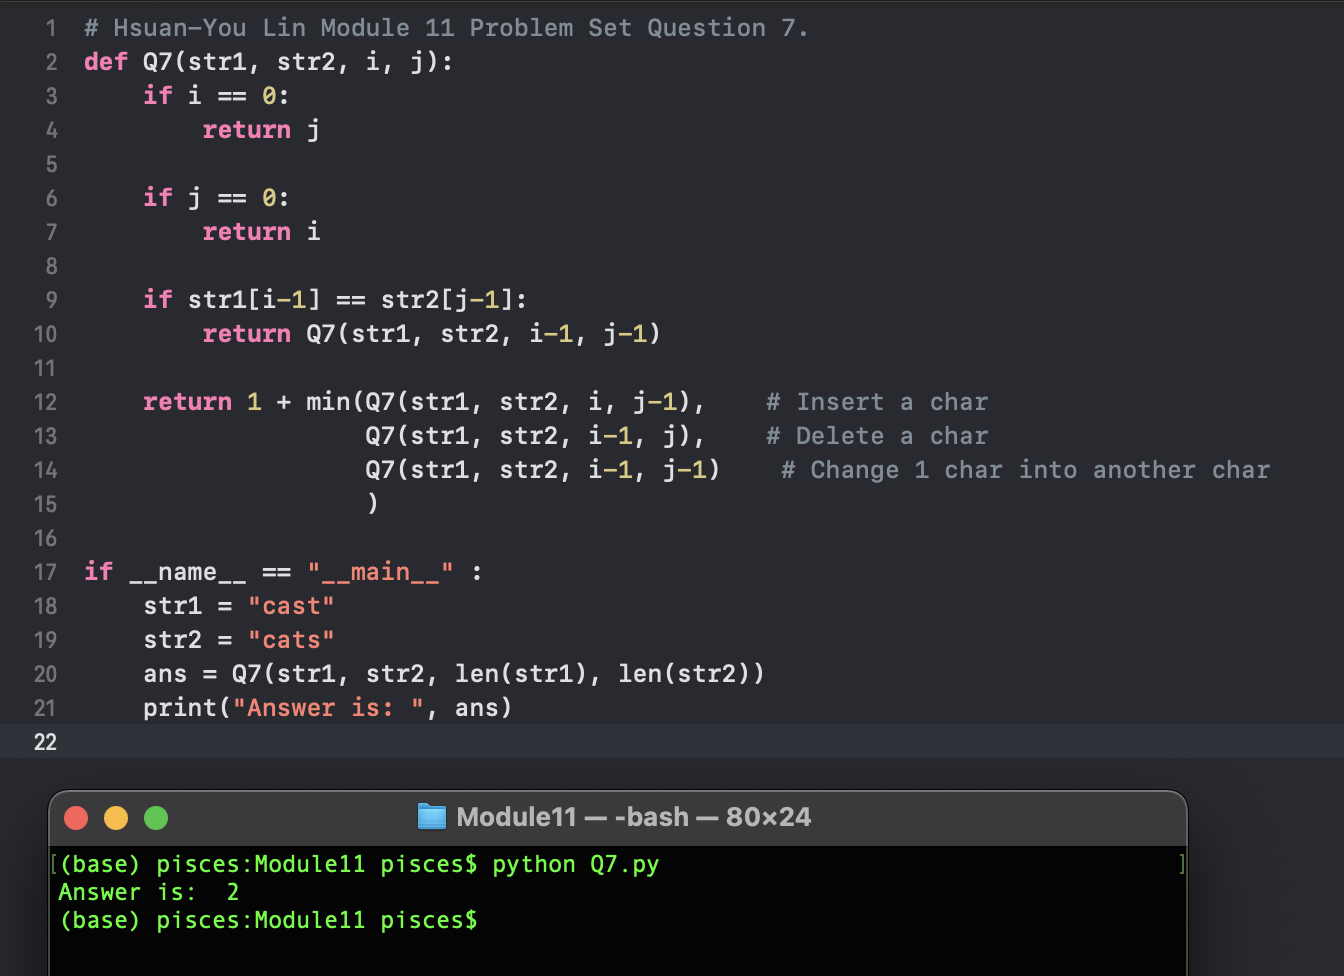 1 # Hsuan-You Lin Module 11 Problem Set Question 7.
2 def Q7(str1, str2, i, j):
3     if i == 0:
4         return j
5
6     if j == 0:
7         return i
8
9     if str1[i-1] == str2[j-1]:
10         return Q7(str1, str2, i-1, j-1)
11
12     return 1 + min(Q7(str1, str2, i, j-1),    # Insert a char
13                    Q7(str1, str2, i-1, j),    # Delete a char
14                    Q7(str1, str2, i-1, j-1)    # Change 1 char into another char
15                    )
16
17 if __name__ == "__main__" :
18     str1 = "cast"
19     str2 = "cats"
20     ans = Q7(str1, str2, len(str1), len(str2))
21     print("Answer is: ", ans)
22
Module11 — -bash — 80×24
[(base) pisces:Module11 pisces$ python Q7.py ]
Answer is:  2
(base) pisces:Module11 pisces$